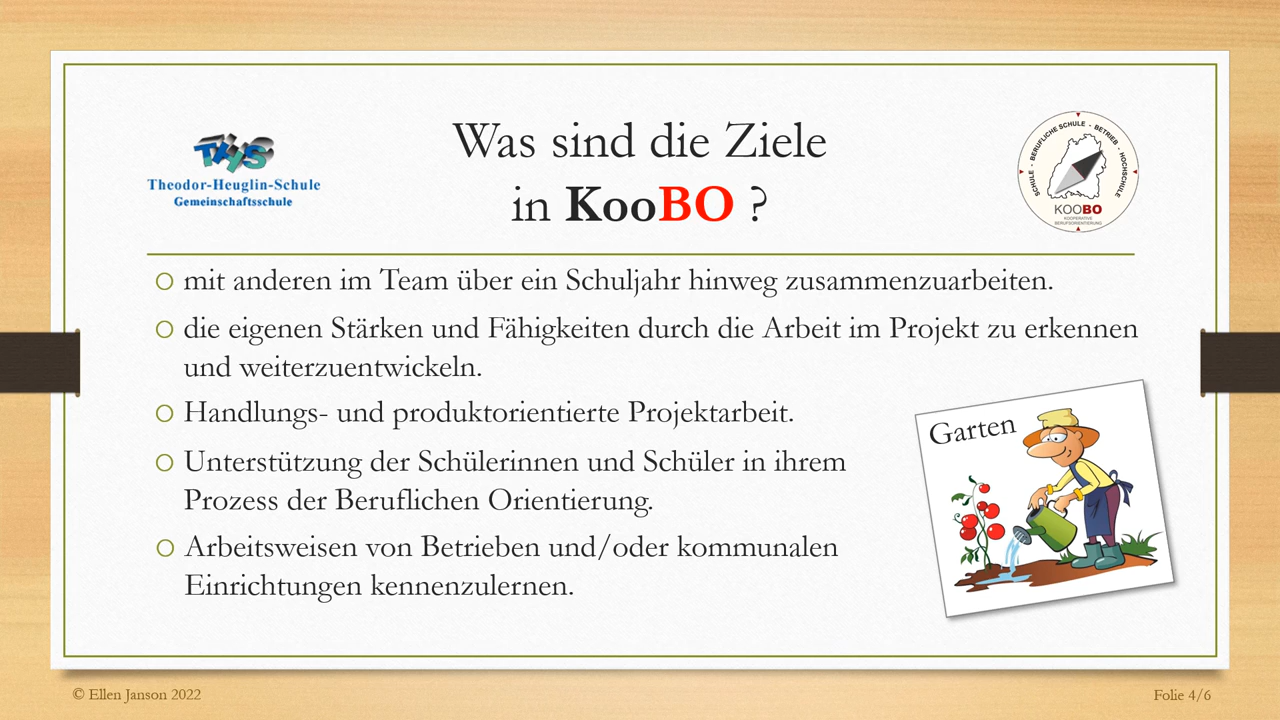 THS
Theodor-Heuglin-Schule
Gemeinschaftsschule
Was sind die Ziele
in KooBO ?
SCHULE - BERUFLICHE SCHULE - BETRIEB - HOCHSCHULE
KOOBO
KOOPERATIVE
BERUFSORIENTIERUNG
mit anderen im Team über ein Schuljahr hinweg zusammenzuarbeiten.
die eigenen Stärken und Fähigkeiten durch die Arbeit im Projekt zu erkennen
und weiterzuentwickeln.
Handlungs- und produktorientierte Projektarbeit.
Unterstützung der Schülerinnen und Schüler in ihrem
Prozess der Beruflichen Orientierung.
Arbeitsweisen von Betrieben und/oder kommunalen
Einrichtungen kennenzulernen.
Garten
© Ellen Janson 2022
Folie 4/6